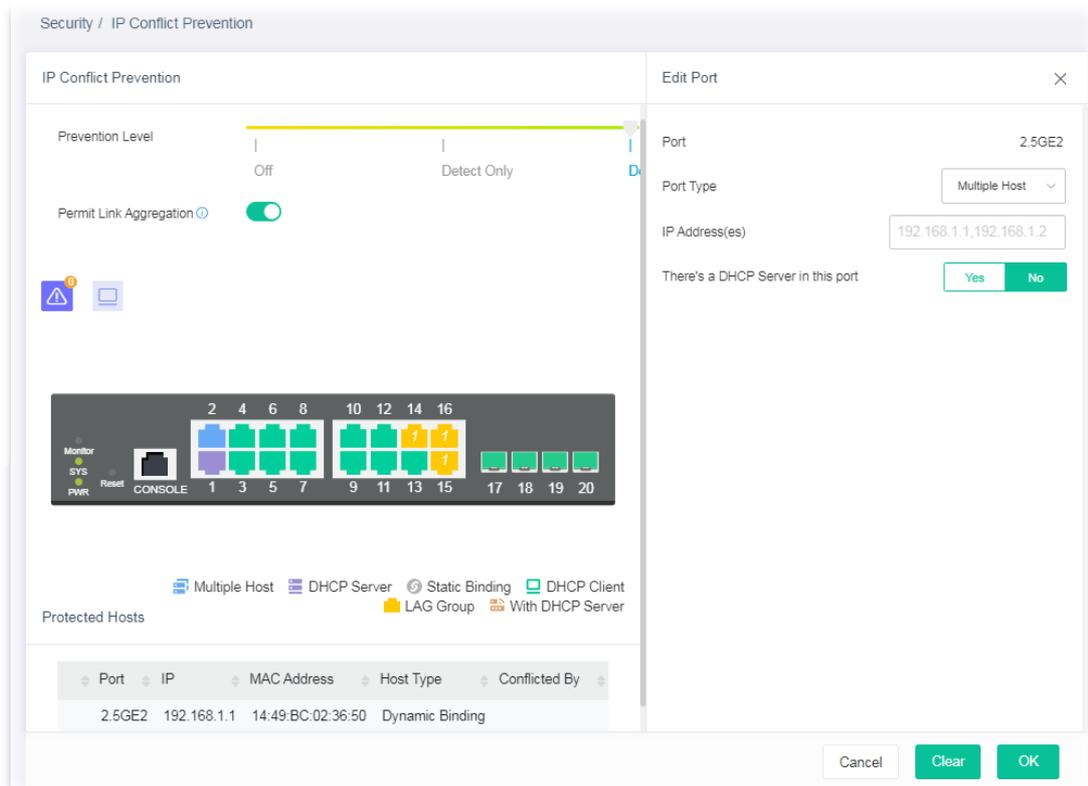 Security / IP Conflict Prevention
IP Conflict Prevention
Edit Port
Prevention Level
Off
Detect Only
Permit Link Aggregation
Port 2.5GE2
Port Type Multiple Host
IP Address(es) 192.168.1.1,192.168.1.2
There's a DHCP Server in this port Yes No
0
2 4 6 8 10 12 14 16
1 1
1
Monitor
SYS
PWR
Reset
CONSOLE
1 3 5 7 9 11 13 15 17 18 19 20
Multiple Host DHCP Server Static Binding DHCP Client
LAG Group With DHCP Server
Protected Hosts
Port IP MAC Address Host Type Conflicted By
2.5GE2 192.168.1.1 14:49:BC:02:36:50 Dynamic Binding
Cancel Clear OK